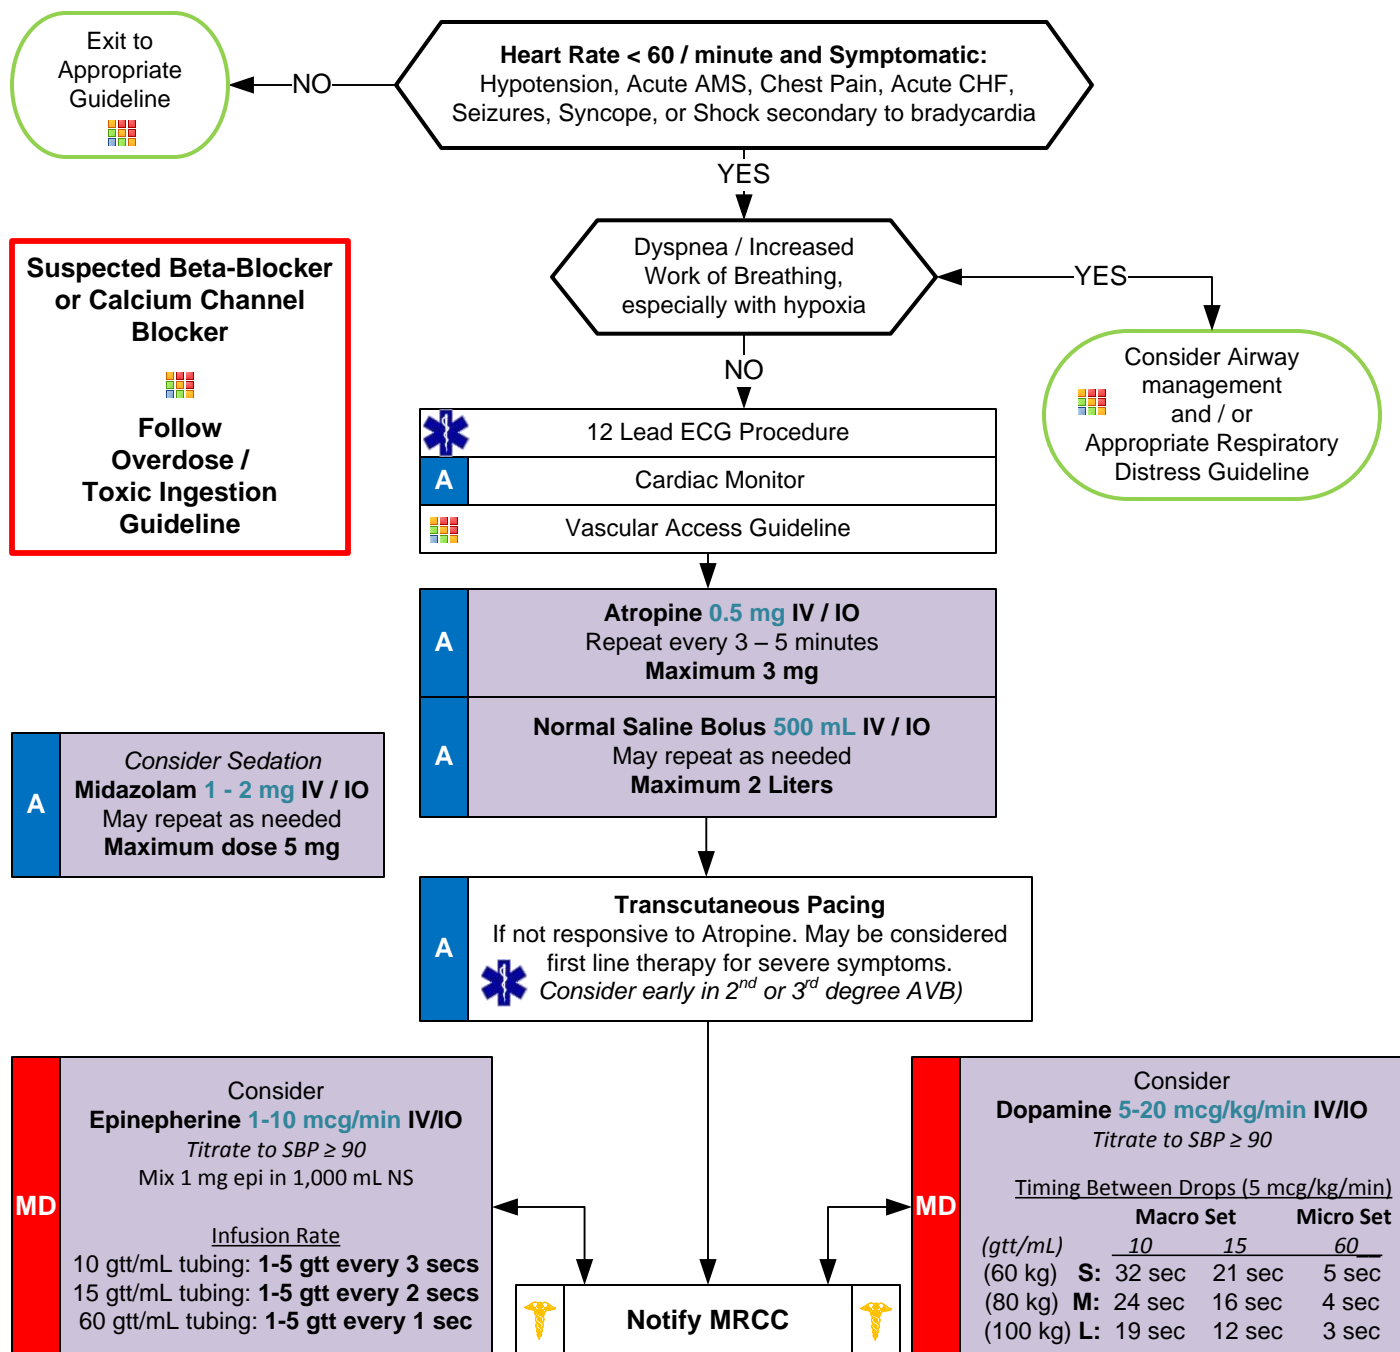 Exit to
Appropriate
Guideline
NO
Heart Rate < 60 / minute and Symptomatic:
Hypotension, Acute AMS, Chest Pain, Acute CHF,
Seizures, Syncope, or Shock secondary to bradycardia
YES
Dyspnea / Increased
Work of Breathing,
especially with hypoxia
YES
Consider Airway
management
and / or
Appropriate Respiratory
Distress Guideline
NO
Suspected Beta-Blocker
or Calcium Channel
Blocker
Follow
Overdose /
Toxic Ingestion
Guideline
12 Lead ECG Procedure
A Cardiac Monitor
Vascular Access Guideline
A
Atropine 0.5 mg IV / IO
Repeat every 3 – 5 minutes
Maximum 3 mg
A
Normal Saline Bolus 500 mL IV / IO
May repeat as needed
Maximum 2 Liters
A
Consider Sedation
Midazolam 1 - 2 mg IV / IO
May repeat as needed
Maximum dose 5 mg
A
Transcutaneous Pacing
If not responsive to Atropine. May be considered
first line therapy for severe symptoms.
Consider early in 2nd or 3rd degree AVB)
MD
Consider
Epinepherine 1-10 mcg/min IV/IO
Titrate to SBP ≥ 90
Mix 1 mg epi in 1,000 mL NS
Infusion Rate
10 gtt/mL tubing: 1-5 gtt every 3 secs
15 gtt/mL tubing: 1-5 gtt every 2 secs
60 gtt/mL tubing: 1-5 gtt every 1 sec
Notify MRCC
MD
Consider
Dopamine 5-20 mcg/kg/min IV/IO
Titrate to SBP ≥ 90
Timing Between Drops (5 mcg/kg/min)
Macro Set Micro Set
(gtt/mL) 10 15 60
(60 kg) S: 32 sec 21 sec 5 sec
(80 kg) M: 24 sec 16 sec 4 sec
(100 kg) L: 19 sec 12 sec 3 sec